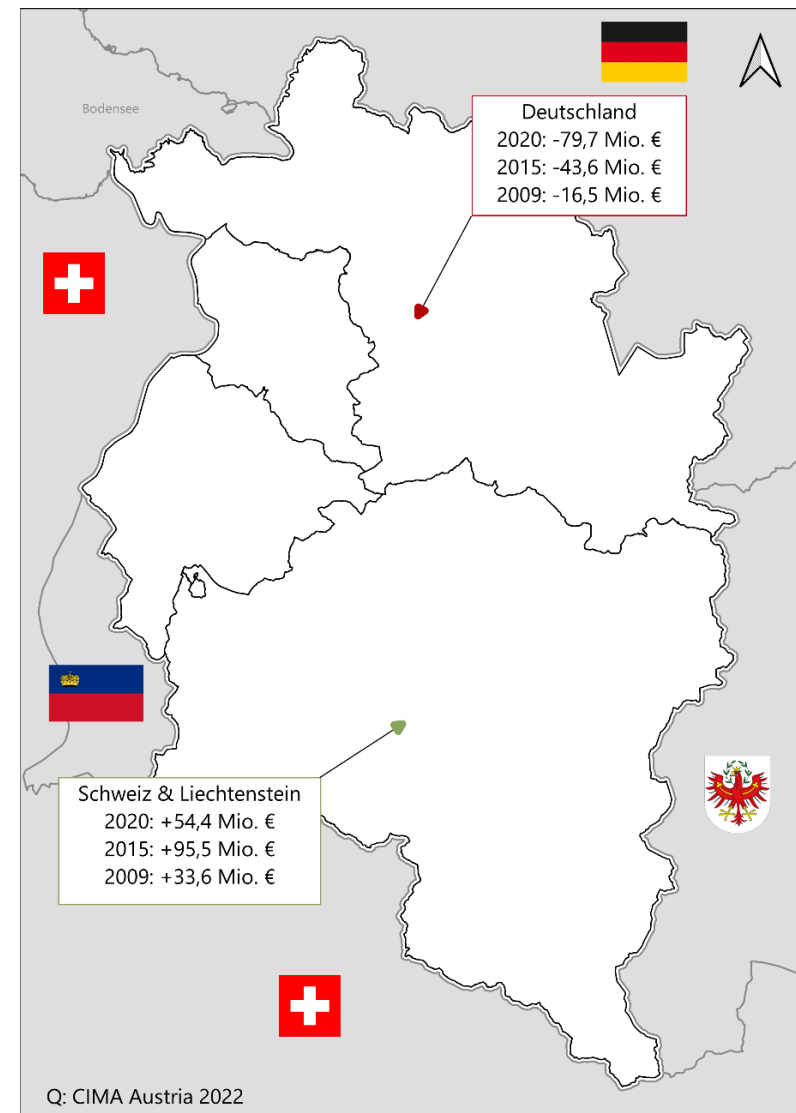 Bodensee
Deutschland
2020: -79,7 Mio. €
2015: -43,6 Mio. €
2009: -16,5 Mio. €
Schweiz & Liechtenstein
2020: +54,4 Mio. €
2015: +95,5 Mio. €
2009: +33,6 Mio. €
Q: CIMA Austria 2022